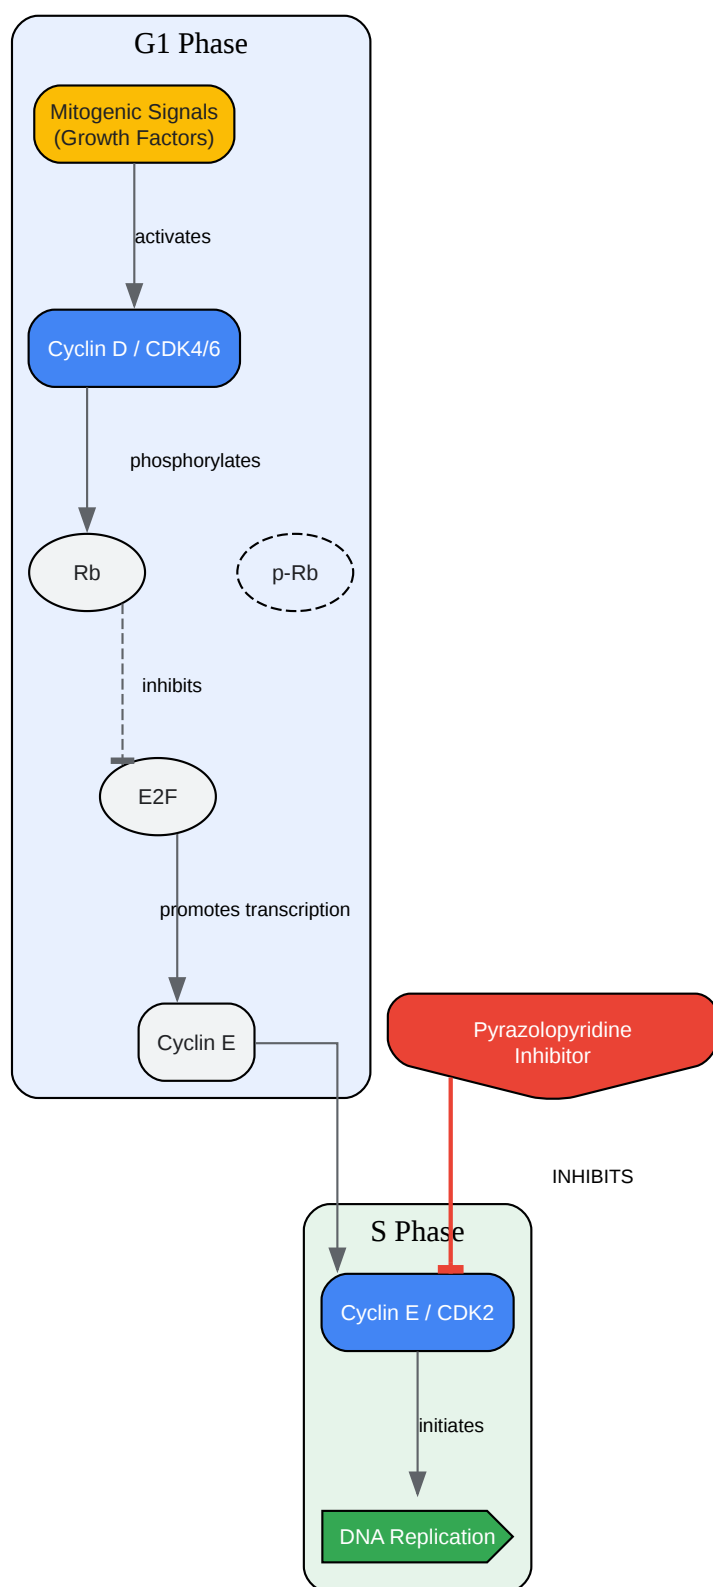 G1 Phase
Mitogenic Signals
(Growth Factors)
activates
Cyclin D / CDK4/6
phosphorylates
Rb
p-Rb
inhibits
E2F
promotes transcription
Cyclin E
Pyrazolopyridine
Inhibitor
INHIBITS
S Phase
Cyclin E / CDK2
initiates
DNA Replication